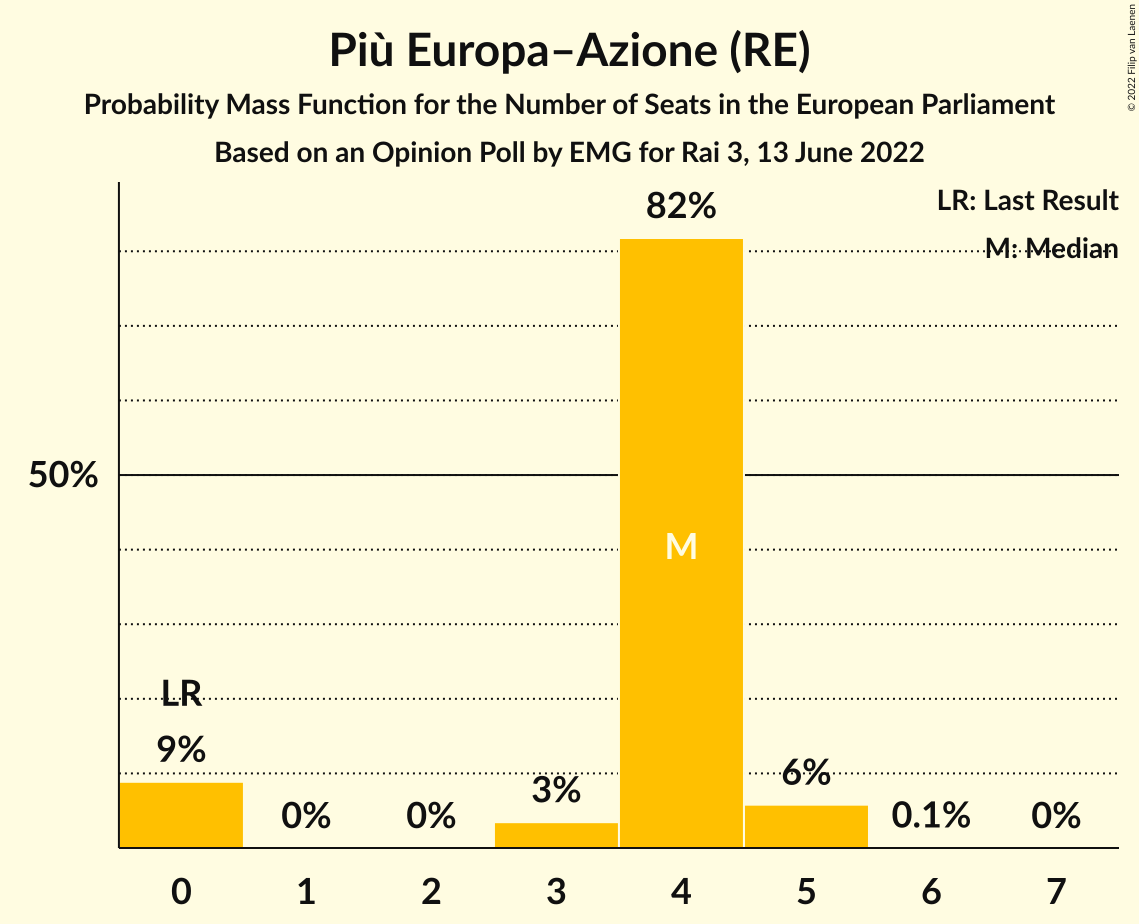 Più Europa–Azione (RE)
Probability Mass Function for the Number of Seats in the European Parliament
Based on an Opinion Poll by EMG for Rai 3, 13 June 2022
© 2022 Filip van Laenen
LR: Last Result
M: Median
82%
50%
M
LR
9%
0%
0%
3%
6%
0.1%
0%
0 1 2 3 4 5 6 7